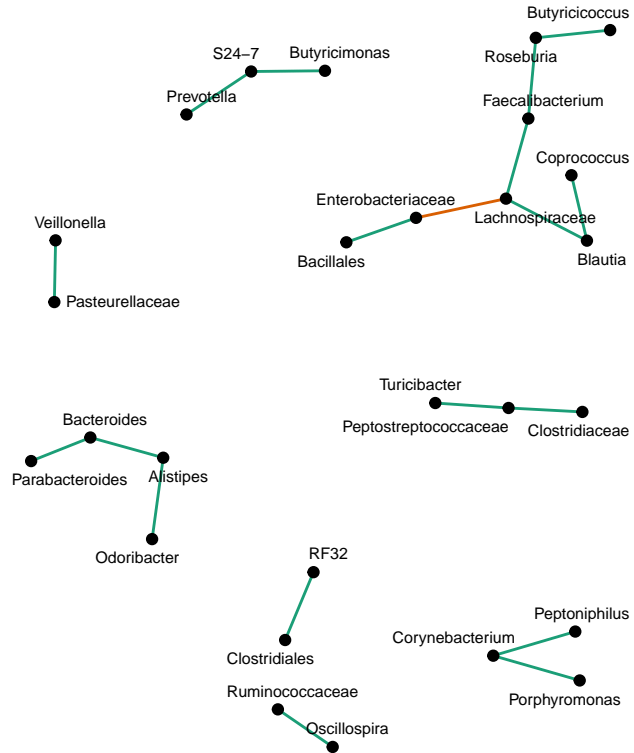 Butyricicoccus
S24–7
Butyricimonas
Roseburia
Prevotella
Faecalibacterium
Coprococcus
Enterobacteriaceae
Veillonella
Lachnospiraceae
Bacillales
Blautia
Pasteurellaceae
Turicibacter
Bacteroides
Peptostreptococcaceae
Clostridiaceae
Parabacteroides
Alistipes
RF32
Odoribacter
Peptoniphilus
Corynebacterium
Clostridiales
Ruminococcaceae
Porphyromonas
Oscillospira